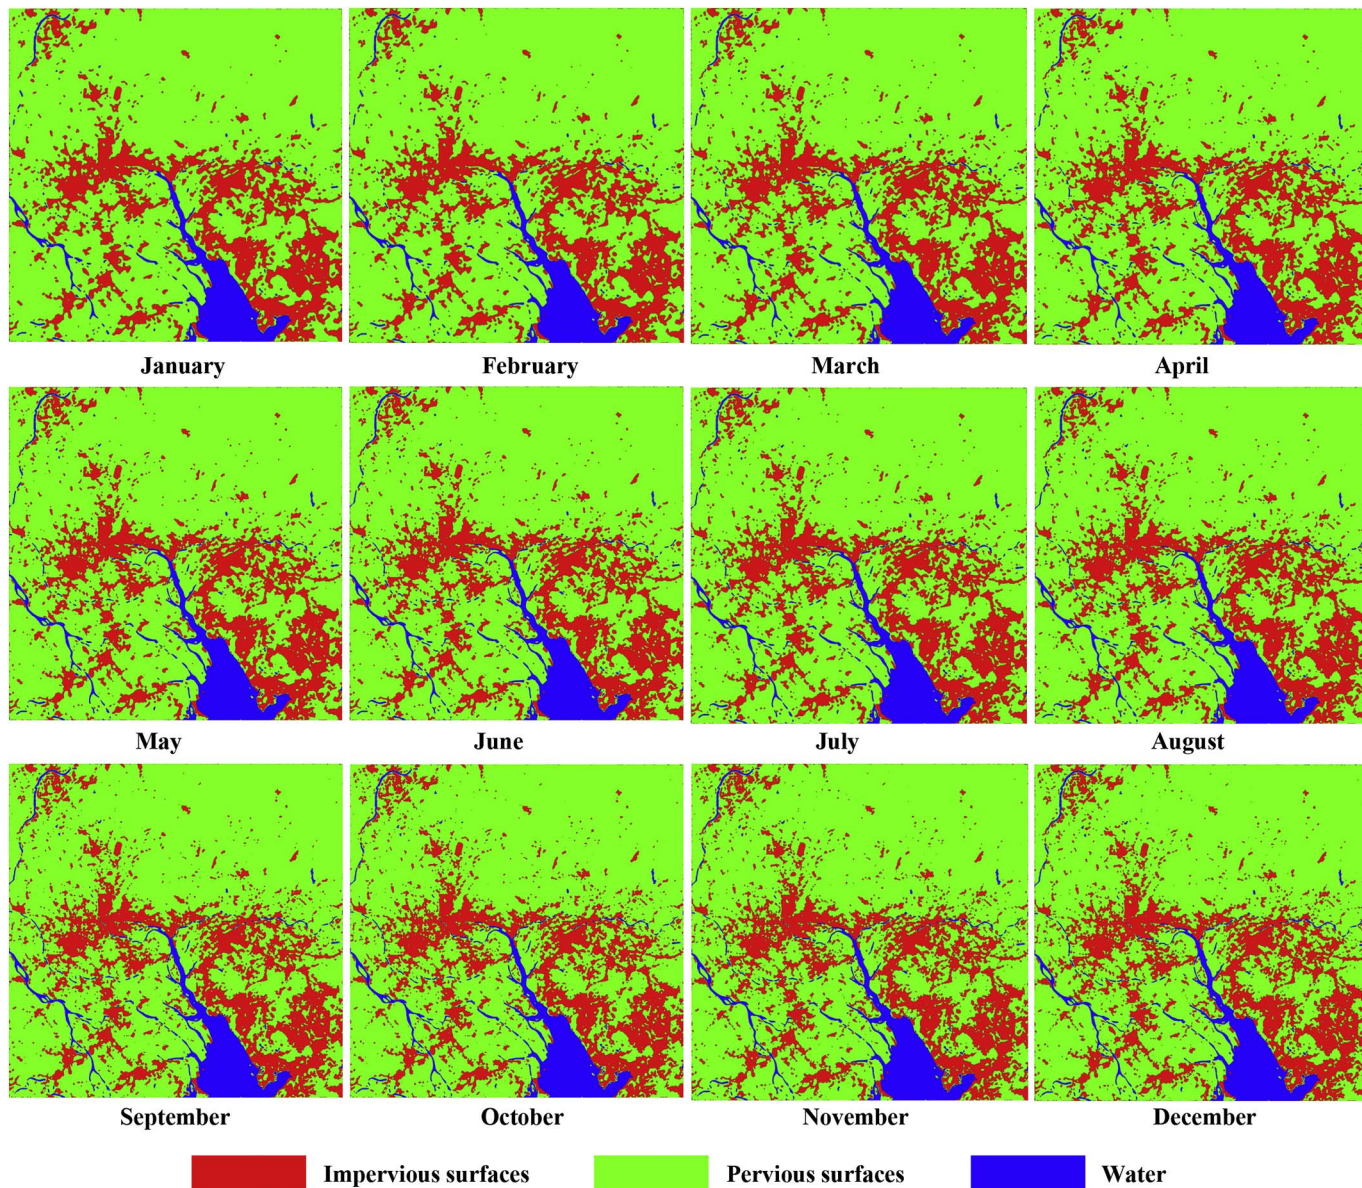 January
February
March
April
May
June
July
August
September
October
November
December
Impervious surfaces
Pervious surfaces
Water